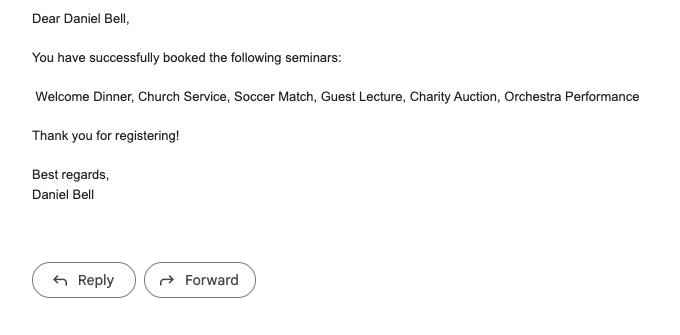 Dear Daniel Bell,
You have successfully booked the following seminars:
Welcome Dinner, Church Service, Soccer Match, Guest Lecture, Charity Auction, Orchestra Performance
Thank you for registering!
Best regards,
Daniel Bell
Reply Forward